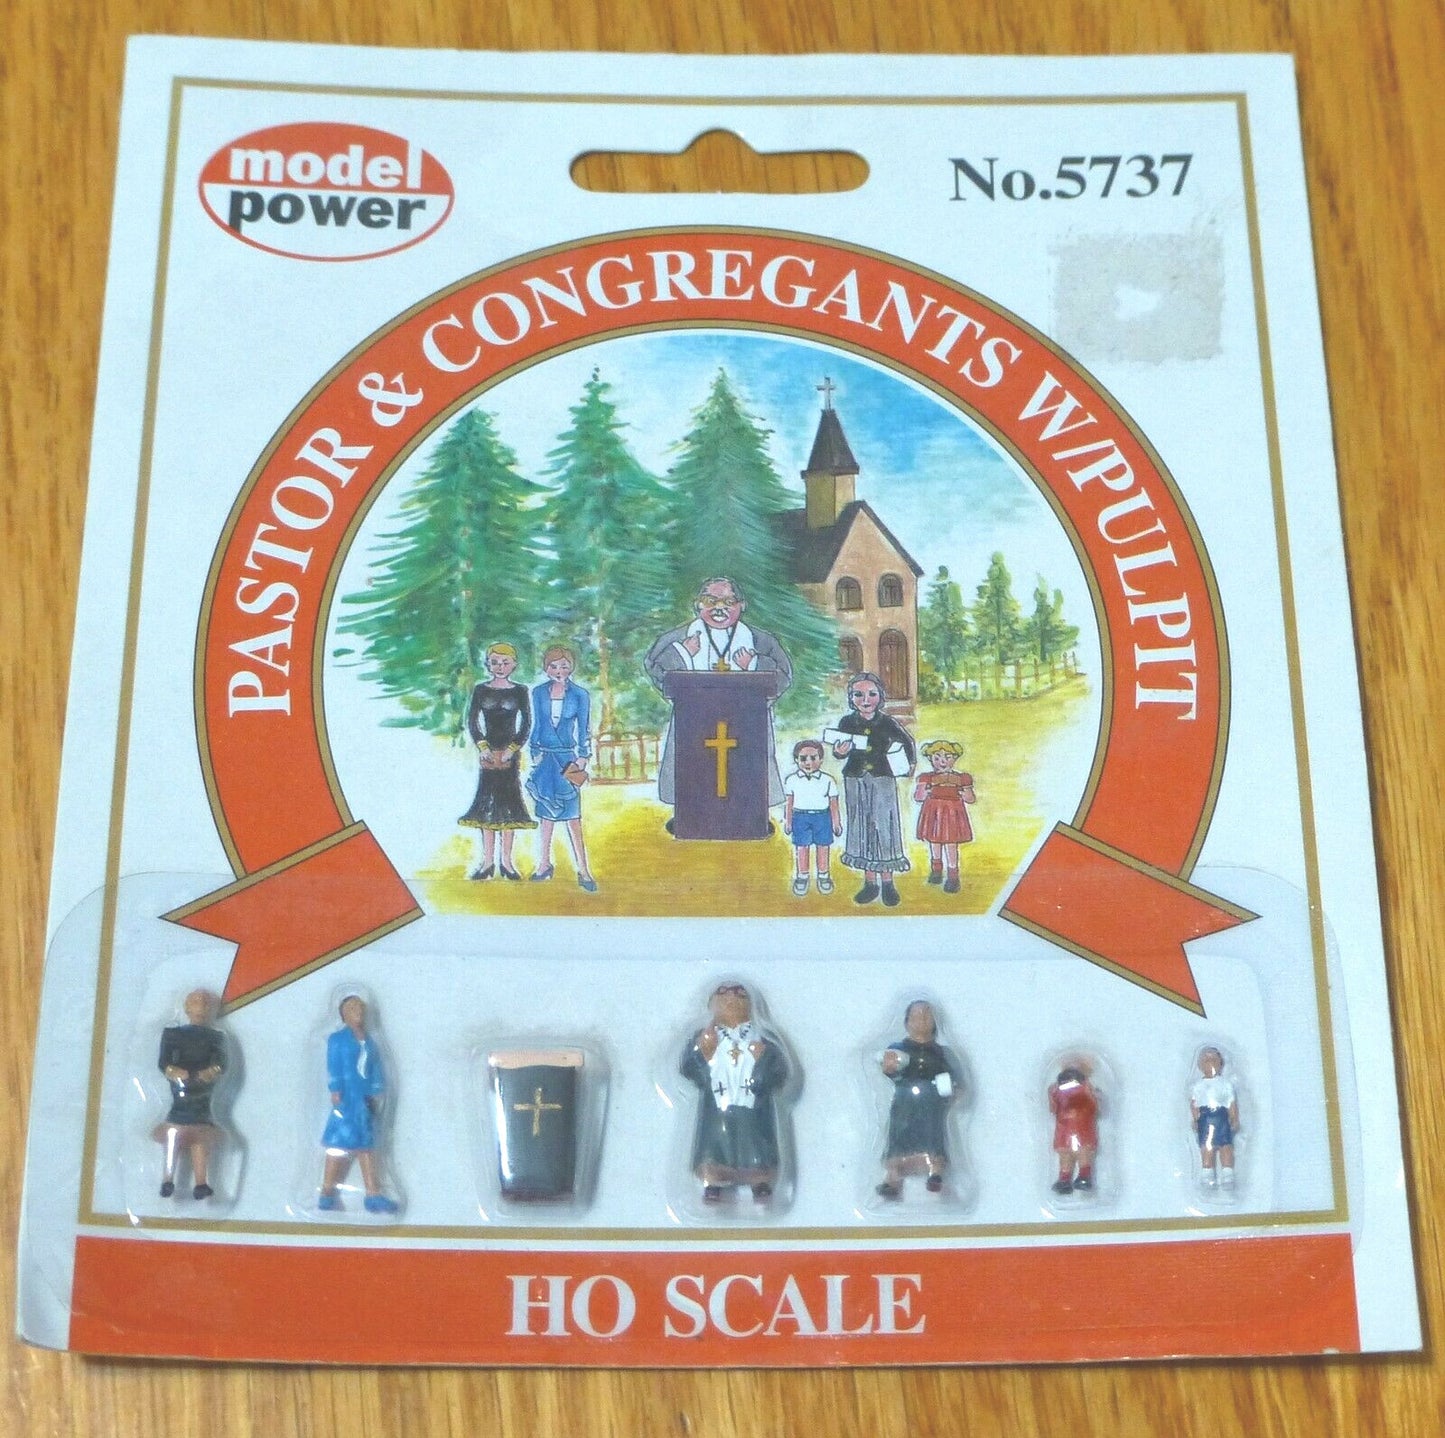 model
power
No.5737
PASTOR & CONGREGANTS W/PULPIT
HO SCALE